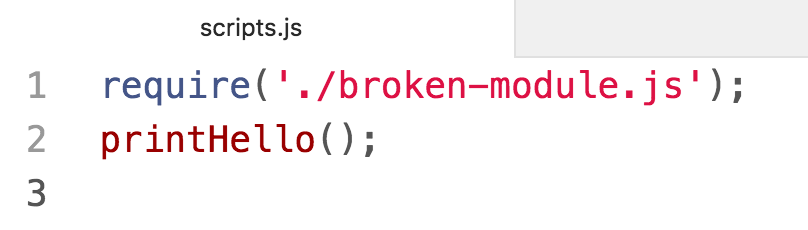 scripts.js
1 require('./broken-module.js');
2 printHello();
3